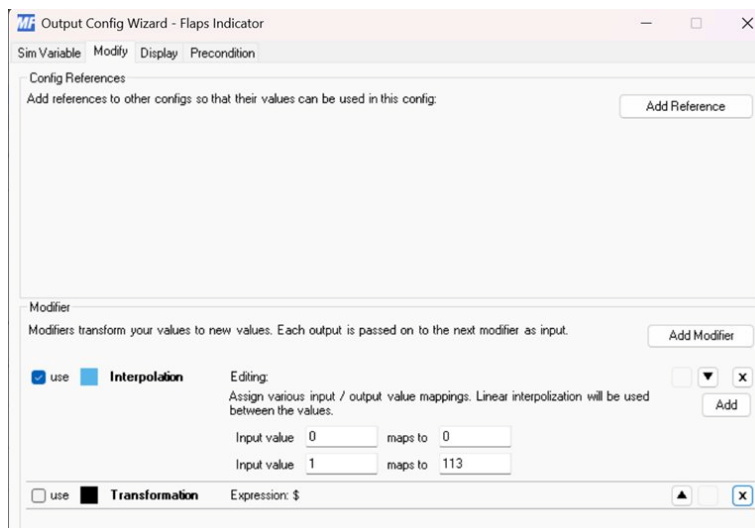 MF Output Config Wizard - Flaps Indicator
Sim Variable Modify Display Precondition
Config References
Add references to other configs so that their values can be used in this config:
Add Reference
Modifier
Modifiers transform your values to new values. Each output is passed on to the next modifier as input.
Add Modifier
use Interpolation Editing:
Assign various input / output value mappings. Linear interpolization will be used
between the values.
Add
Input value 0 maps to 0
Input value 1 maps to 113
use Transformation Expression: $